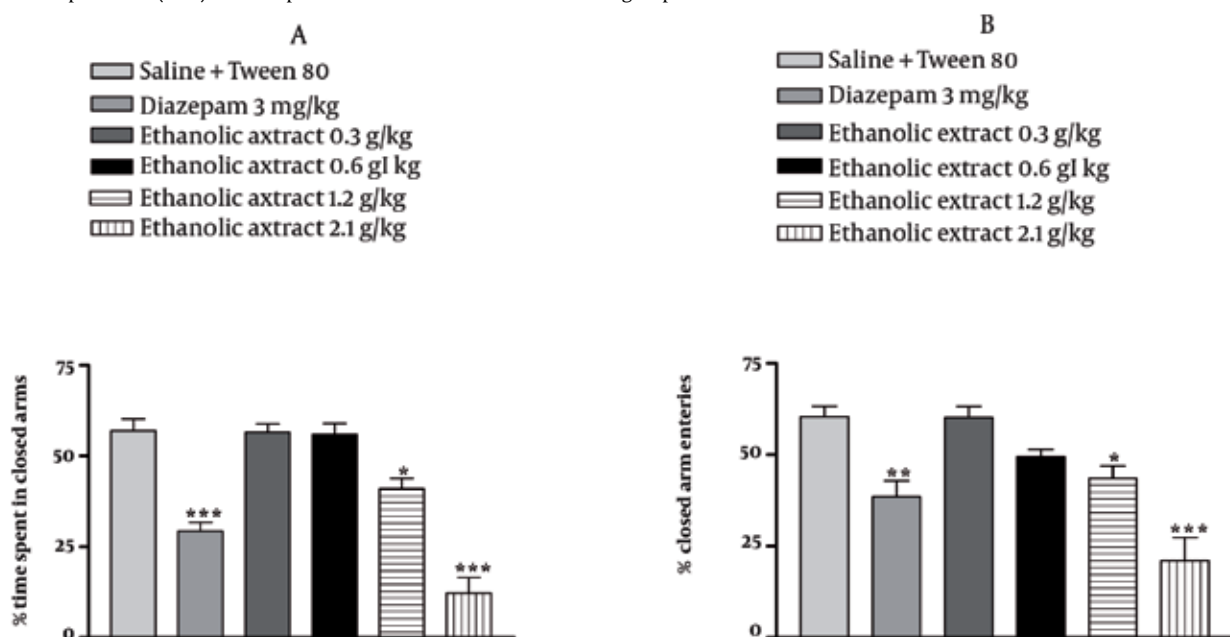 A
Saline + Tween 80
Diazepam 3 mg/kg
Ethanolic axtract 0.3 g/kg
Ethanolic axtract 0.6 gI kg
Ethanolic axtract 1.2 g/kg
Ethanolic axtract 2.1 g/kg
% time spent in closed arms
75
50
25
0
***
*
***
B
Saline + Tween 80
Diazepam 3 mg/kg
Ethanolic extract 0.3 g/kg
Ethanolic extract 0.6 gI kg
Ethanolic extract 1.2 g/kg
Ethanolic extract 2.1 g/kg
% closed arm enteries
75
50
25
0
**
*
***